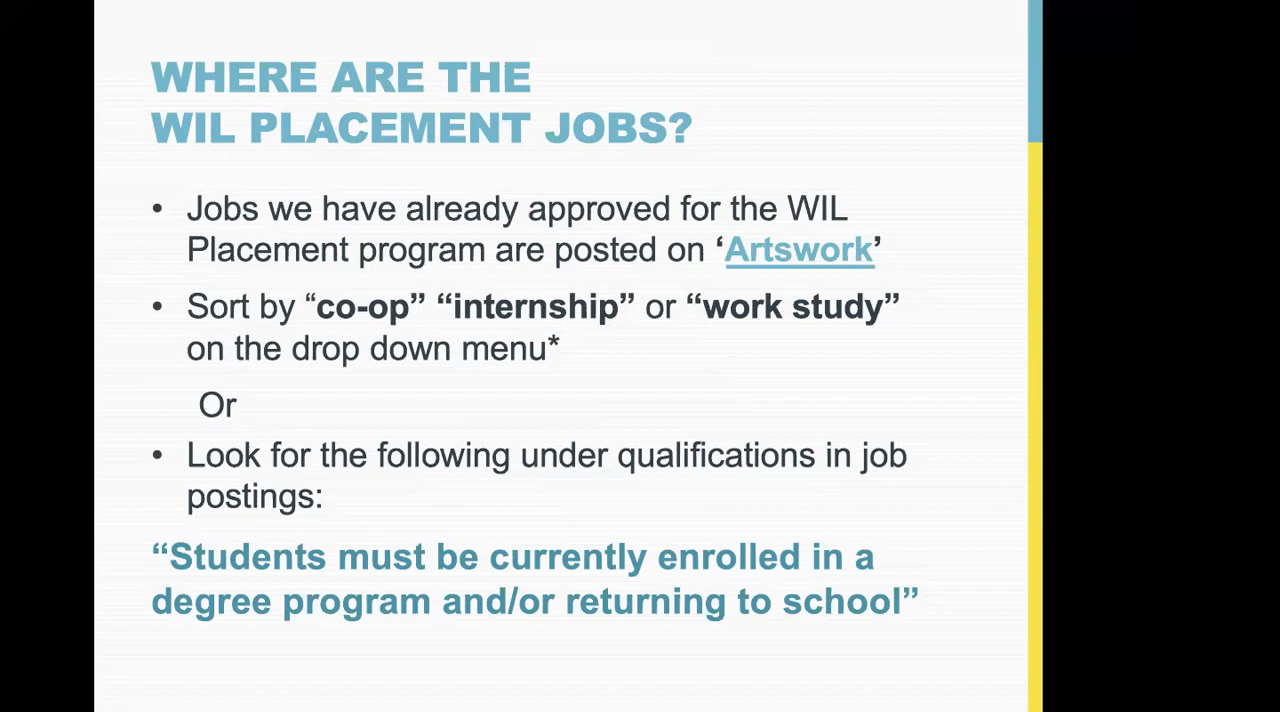 WHERE ARE THE
WIL PLACEMENT JOBS?
• Jobs we have already approved for the WIL
Placement program are posted on ‘Artswork’
• Sort by “co-op” “internship” or “work study”
on the drop down menu*
Or
• Look for the following under qualifications in job
postings:
“Students must be currently enrolled in a
degree program and/or returning to school”